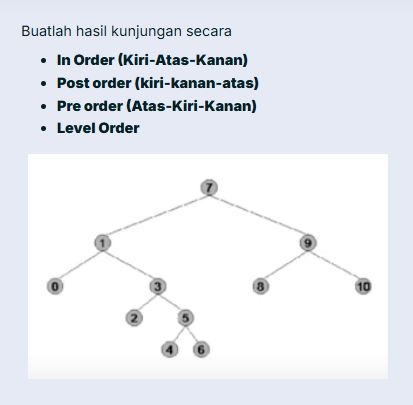 Buatlah hasil kunjungan secara
• In Order (Kiri-Atas-Kanan)
• Post order (kiri-kanan-atas)
• Pre order (Atas-Kiri-Kanan)
• Level Order
7
1 9
0 3 8 10
2 5
4 6